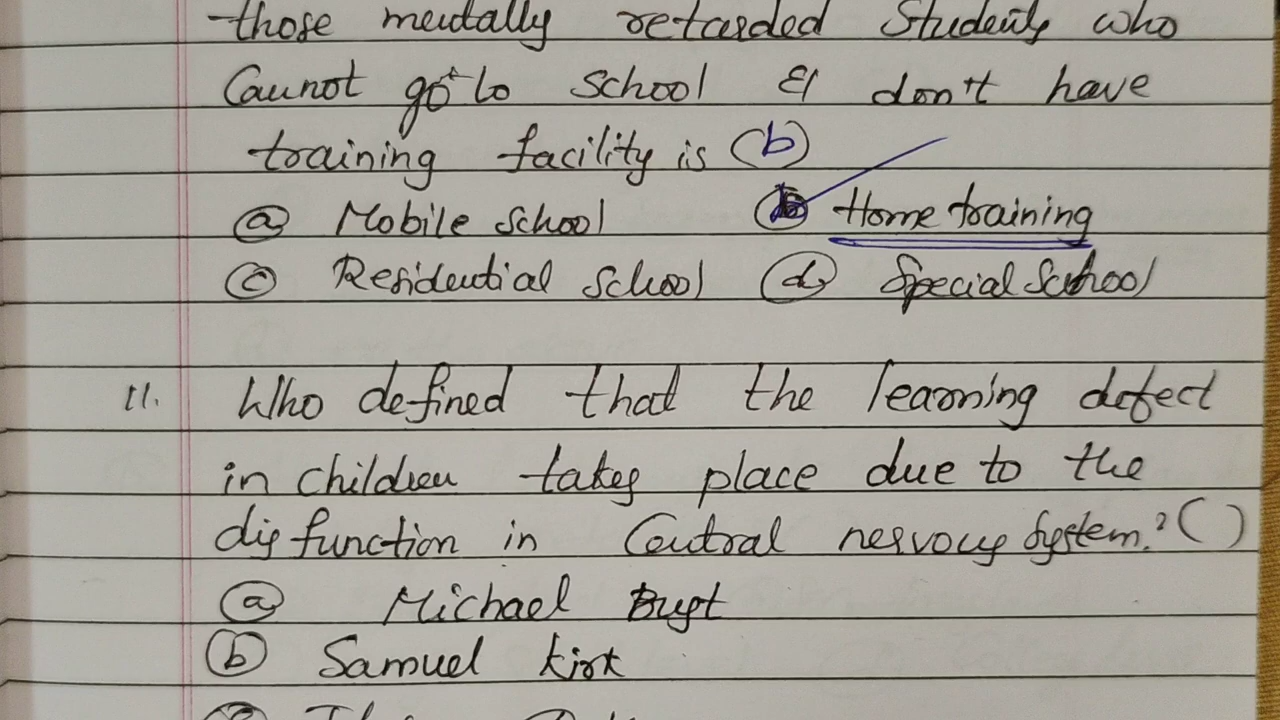 those mentally retarded Students who
Cannot go to School & don't have
training facility is (b)
(a) Mobile School (b) Home training
(c) Residential School (d) Special School
11. Who defined that the learning defect
in children takes place due to the
disfunction in Central nervous System.? ( )
(a) Michael
(b) Samuel kirk
(c)